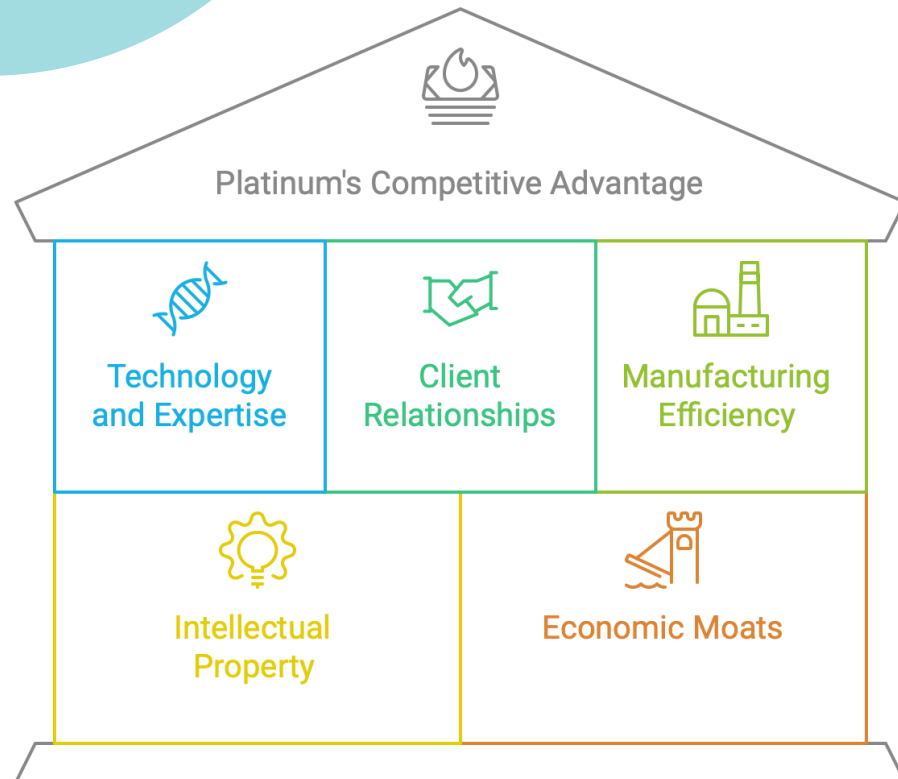 Platinum's Competitive Advantage
Technology
and Expertise
Client
Relationships
Manufacturing
Efficiency
Intellectual
Property
Economic Moats